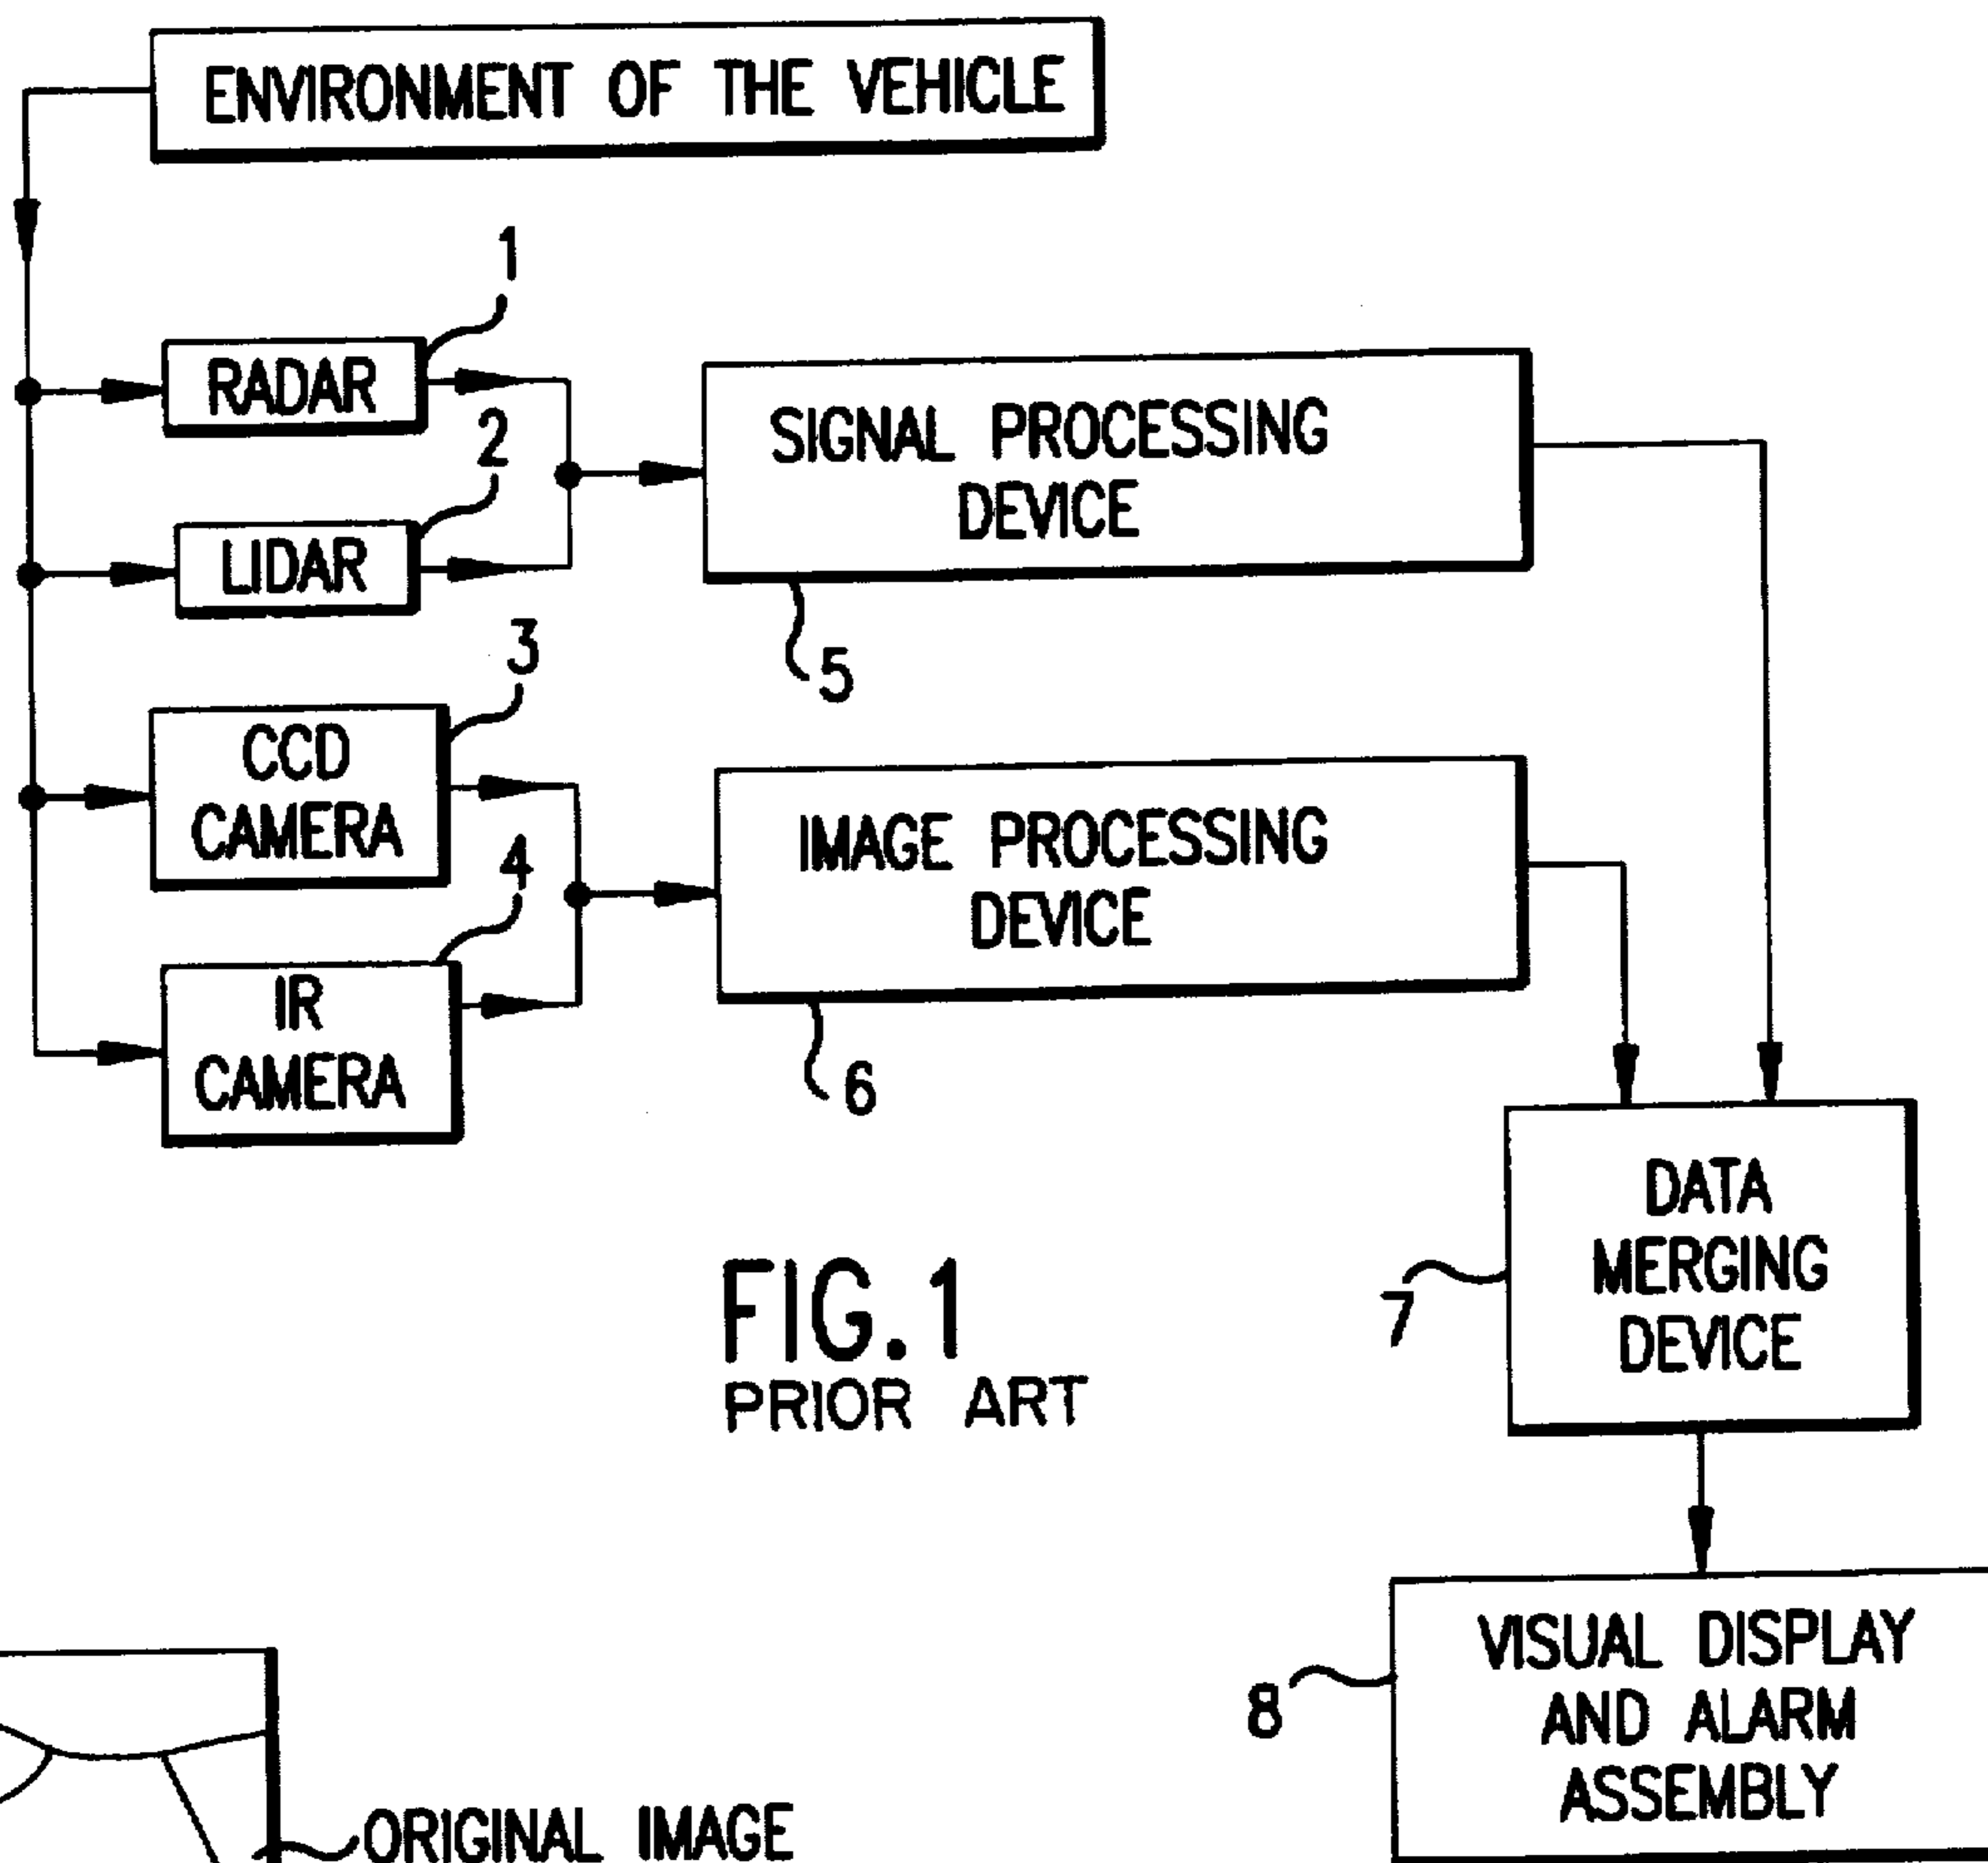 ENVIRONMENT OF THE VEHICLE
1
RADAR
2
LIDAR
SIGNAL PROCESSING
DEVICE
5
3
CCD
CAMERA
4
IR
CAMERA
IMAGE PROCESSING
DEVICE
6
DATA
MERGING
DEVICE
7
FIG.1
PRIOR ART
VISUAL DISPLAY
AND ALARM
ASSEMBLY
8
ORIGINAL IMAGE